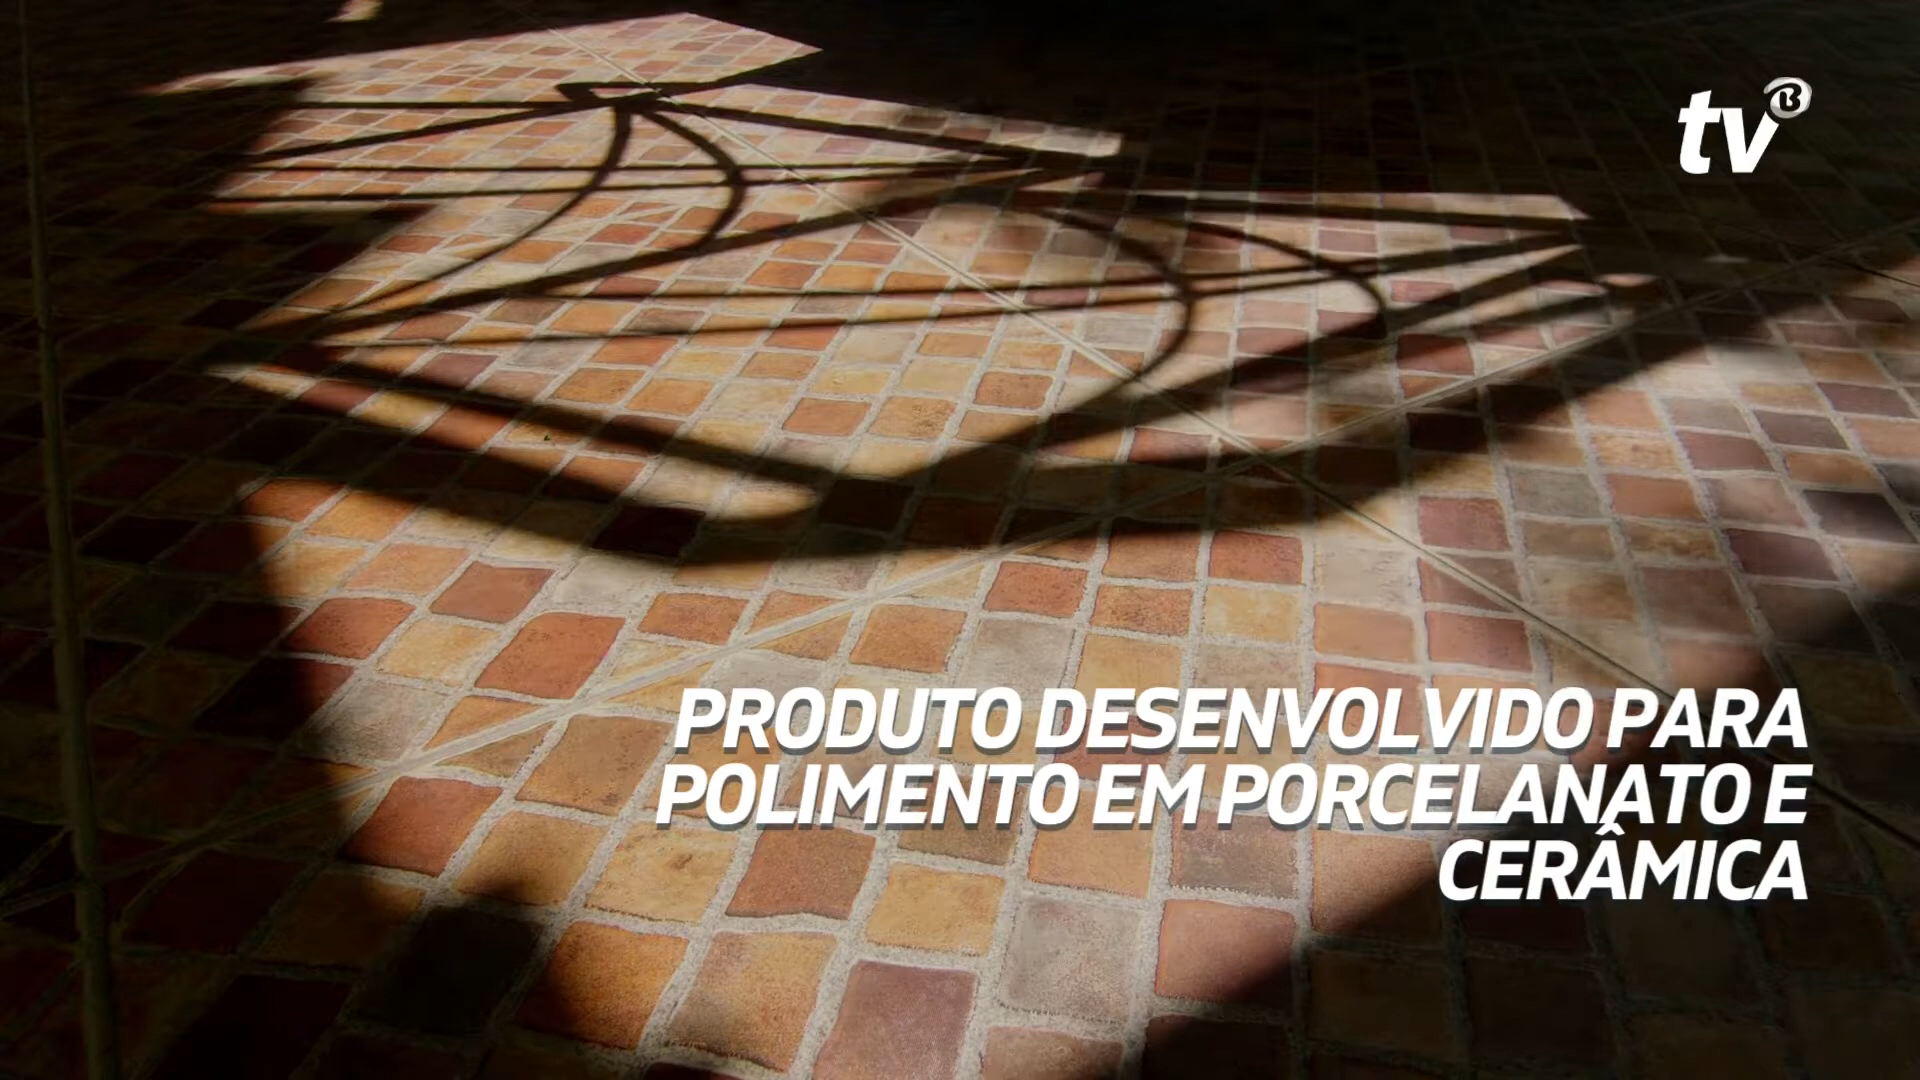 tv B
PRODUTO DESENVOLVIDO PARA
POLIMENTO EM PORCELANATO E
CERÂMICA